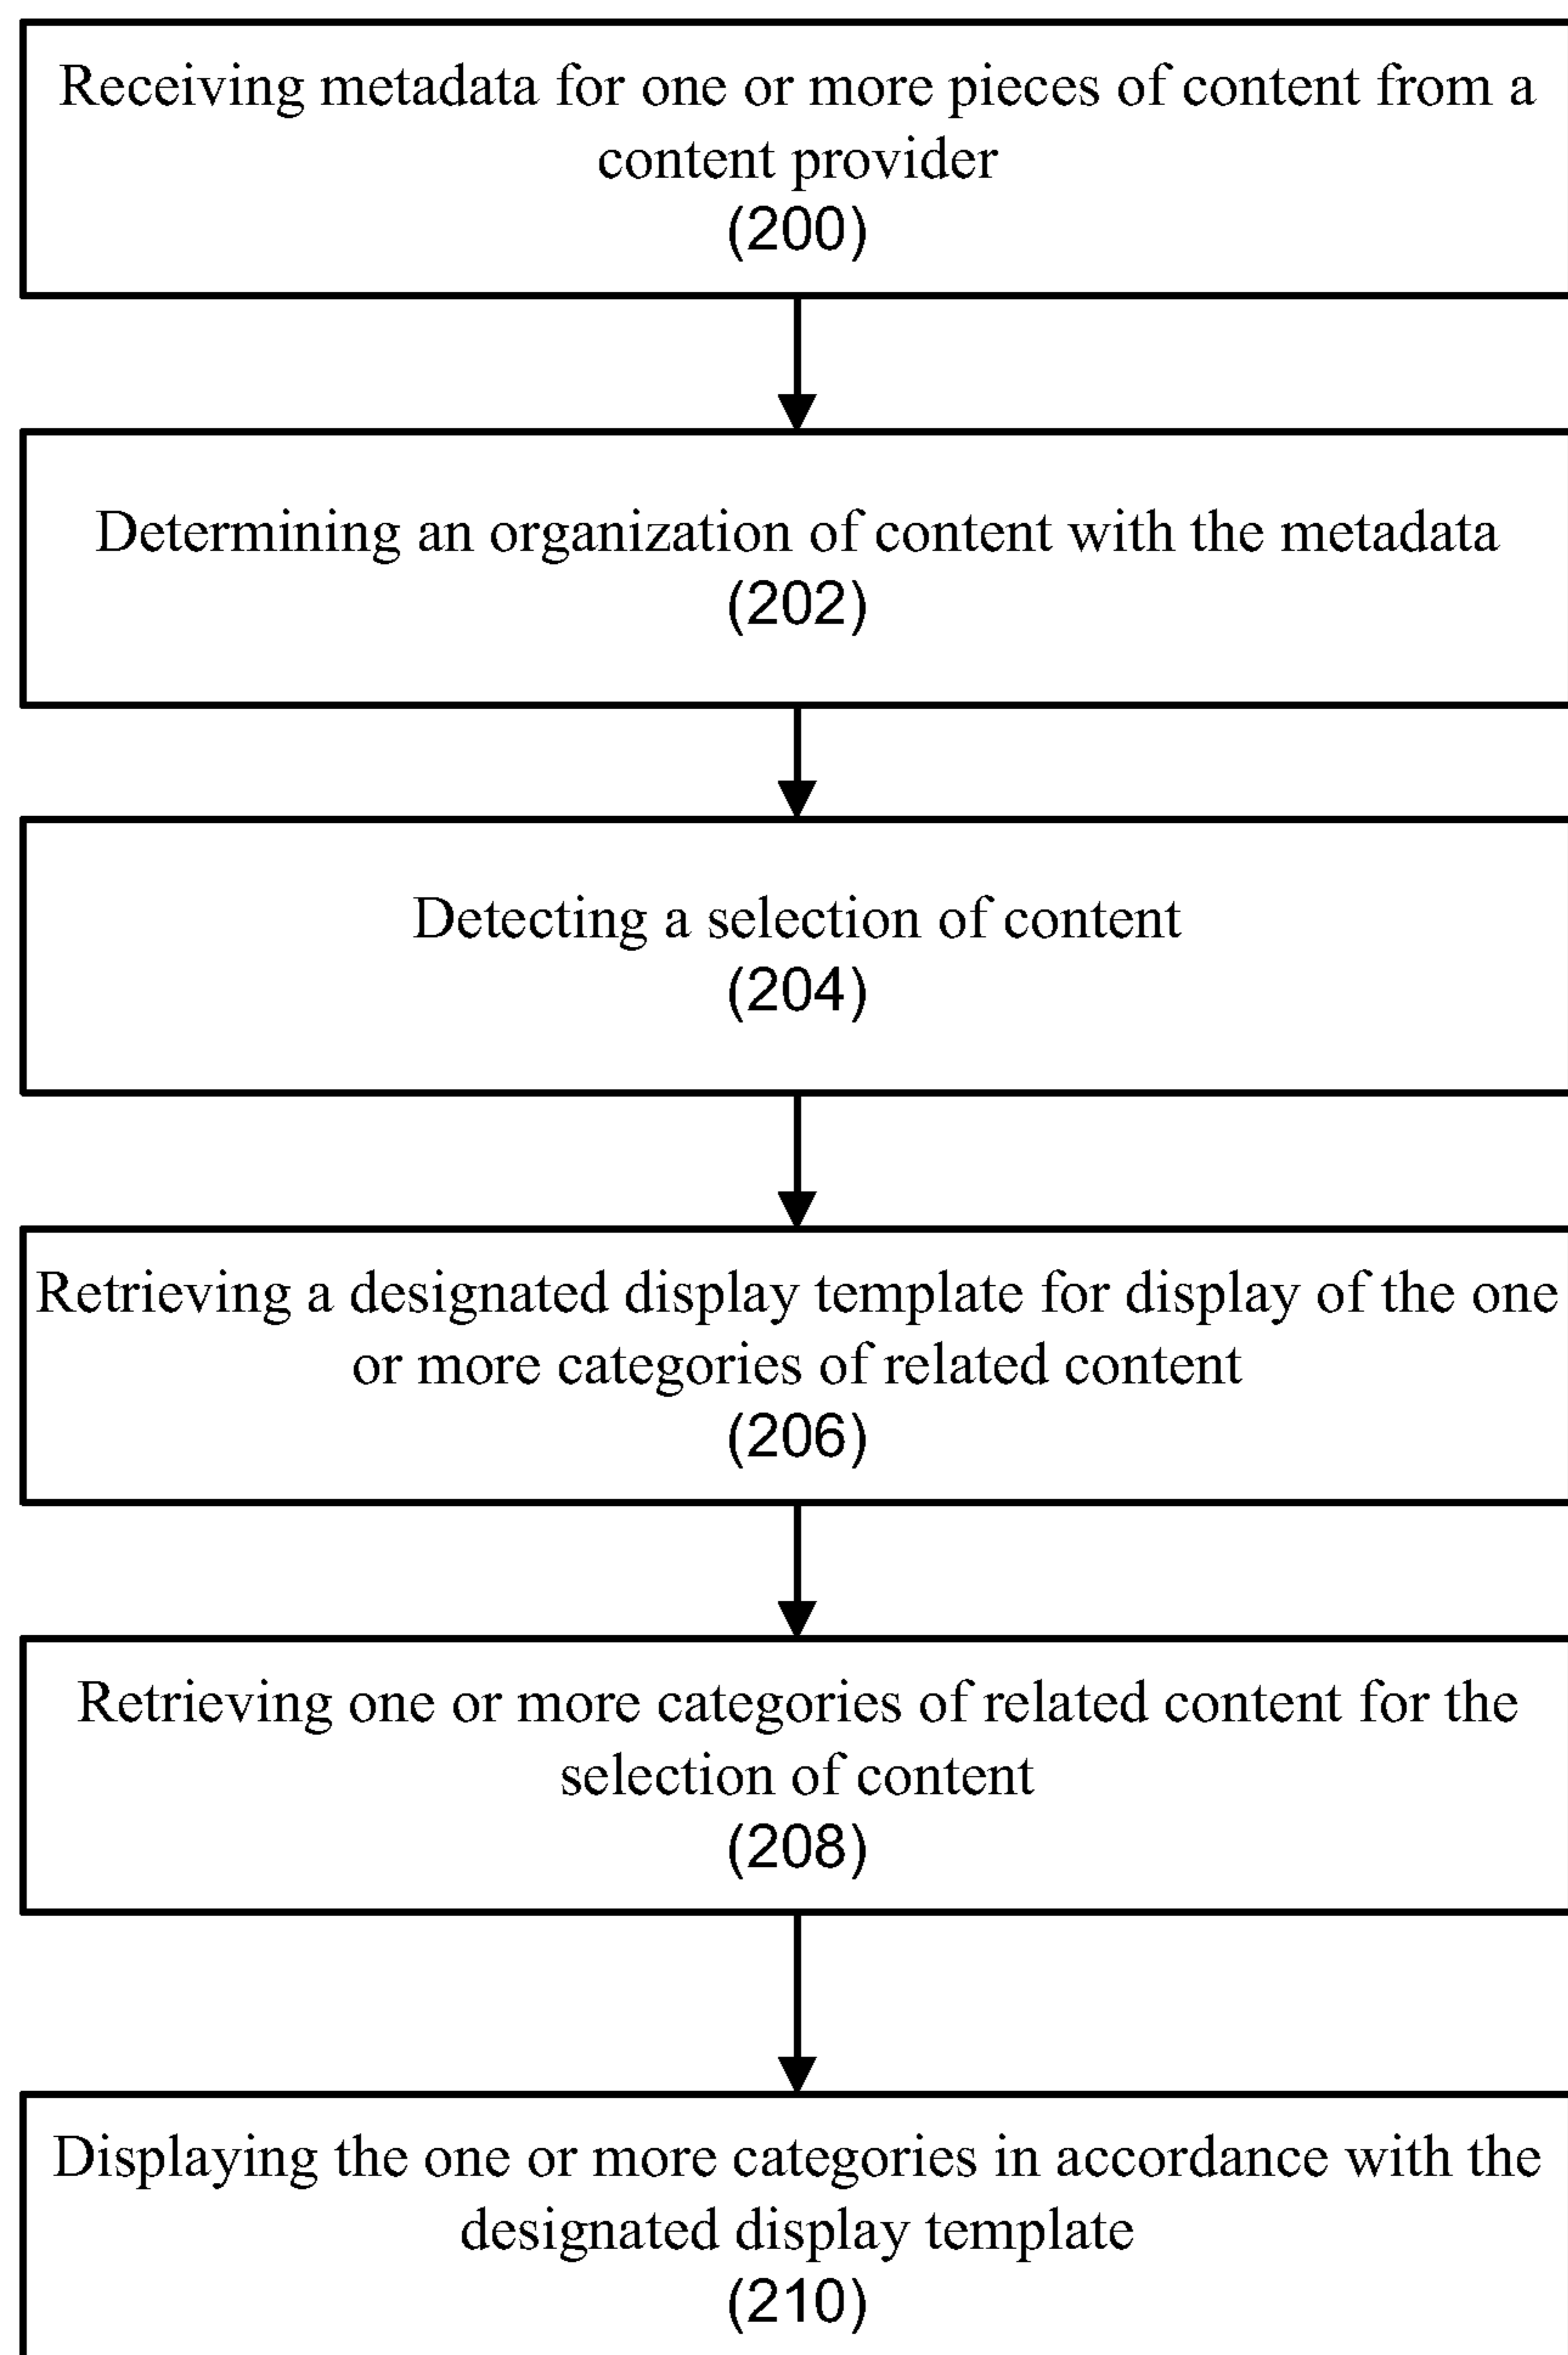 Receiving metadata for one or more pieces of content from a
content provider
(200)
Determining an organization of content with the metadata
(202)
Detecting a selection of content
(204)
Retrieving a designated display template for display of the one
or more categories of related content
(206)
Retrieving one or more categories of related content for the
selection of content
(208)
Displaying the one or more categories in accordance with the
designated display template
(210)